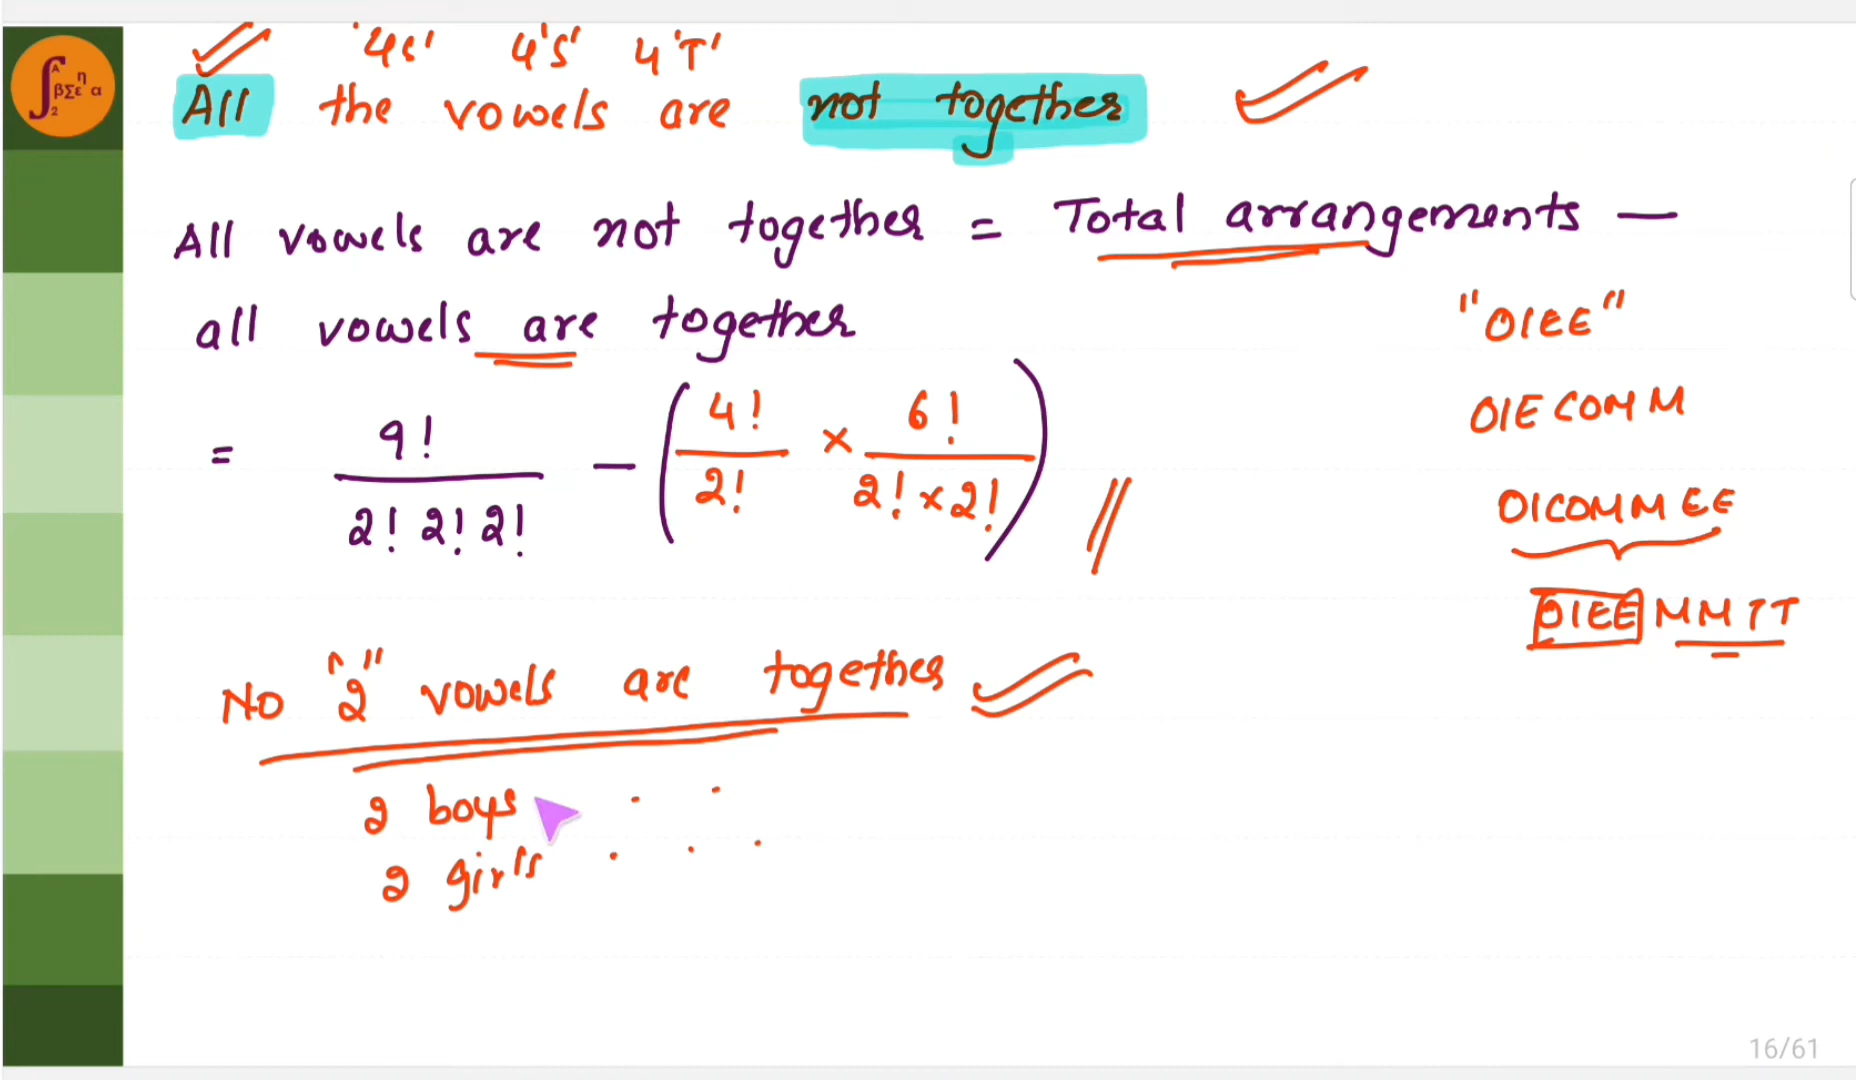 '4s' 4's' 4'T'
All the vowels are not together
All vowels are not together = Total arrangements —
all vowels are together
"OIEE"
OIE COM M
= 9! / 2! 2! 2! — ( 4! / 2! × 6! / 2! × 2! ) //
OICOMM EE
OIEE MM TT
No "2" vowels are together
2 boys . .
2 girls . . .
16/61